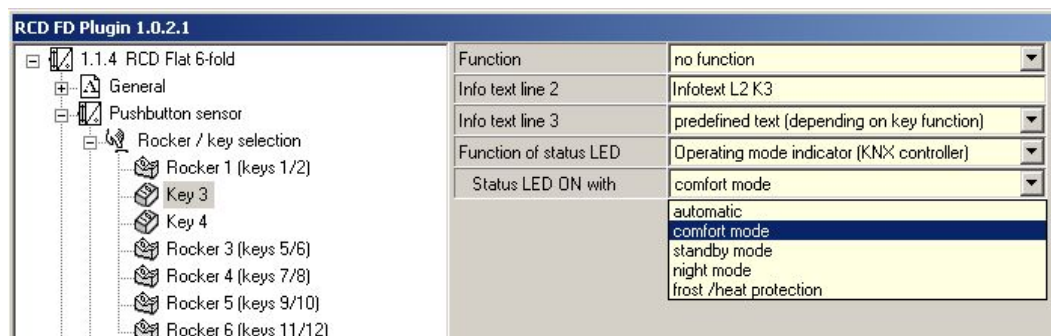 RCD FD Plugin 1.0.2.1
1.1.4 RCD Flat 6-fold
General
Pushbutton sensor
Rocker / key selection
Rocker 1 (keys 1/2)
Key 3
Key 4
Rocker 3 (keys 5/6)
Rocker 4 (keys 7/8)
Rocker 5 (keys 9/10)
Rocker 6 (keys 11/12)
Function no function
Info text line 2 Infotext L2 K3
Info text line 3 predefined text (depending on key function)
Function of status LED Operating mode indicator (KNX controller)
Status LED ON with comfort mode
automatic
comfort mode
standby mode
night mode
frost /heat protection